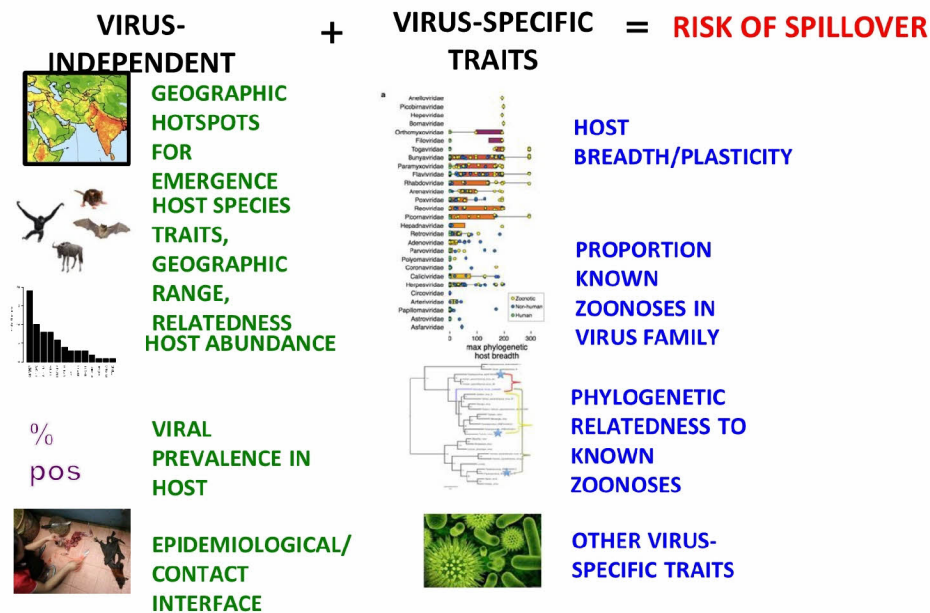 VIRUS-
INDEPENDENT
+
VIRUS-SPECIFIC
TRAITS
=
RISK OF SPILLOVER
GEOGRAPHIC
HOTSPOTS
FOR
EMERGENCE
HOST SPECIES
TRAITS,
GEOGRAPHIC
RANGE,
RELATEDNESS
HOST ABUNDANCE
%
pos
VIRAL
PREVALENCE IN
HOST
EPIDEMIOLOGICAL/
CONTACT
INTERFACE
a
Anelloviridae
Picobirnaviridae
Hepeviridae
Bornaviridae
Orthomyxoviridae
Filoviridae
Togaviridae
Bunyaviridae
Paramyxoviridae
Flaviviridae
Rhabdoviridae
Arenaviridae
Poxviridae
Reoviridae
Picornaviridae
Hepadnaviridae
Retroviridae
Adenoviridae
Parvoviridae
Polyomaviridae
Coronaviridae
Caliciviridae
Herpesviridae
Circoviridae
Arteriviridae
Papillomaviridae
Astroviridae
Asfarviridae
Zoonotic
Non-human
Human
0 100 200 300
max phylogenetic
host breadth
HOST
BREADTH/PLASTICITY
PROPORTION
KNOWN
ZOONOSES IN
VIRUS FAMILY
PHYLOGENETIC
RELATEDNESS TO
KNOWN
ZOONOSES
OTHER VIRUS-
SPECIFIC TRAITS